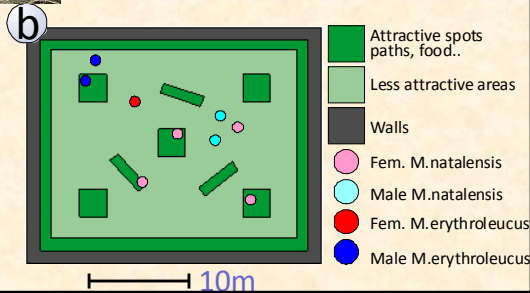 b
Attractive spots
paths, food..
Less attractive areas
Walls
Fem. M.natalensis
Male M.natalensis
Fem. M.erythroleucus
Male M.erythroleucus
10m